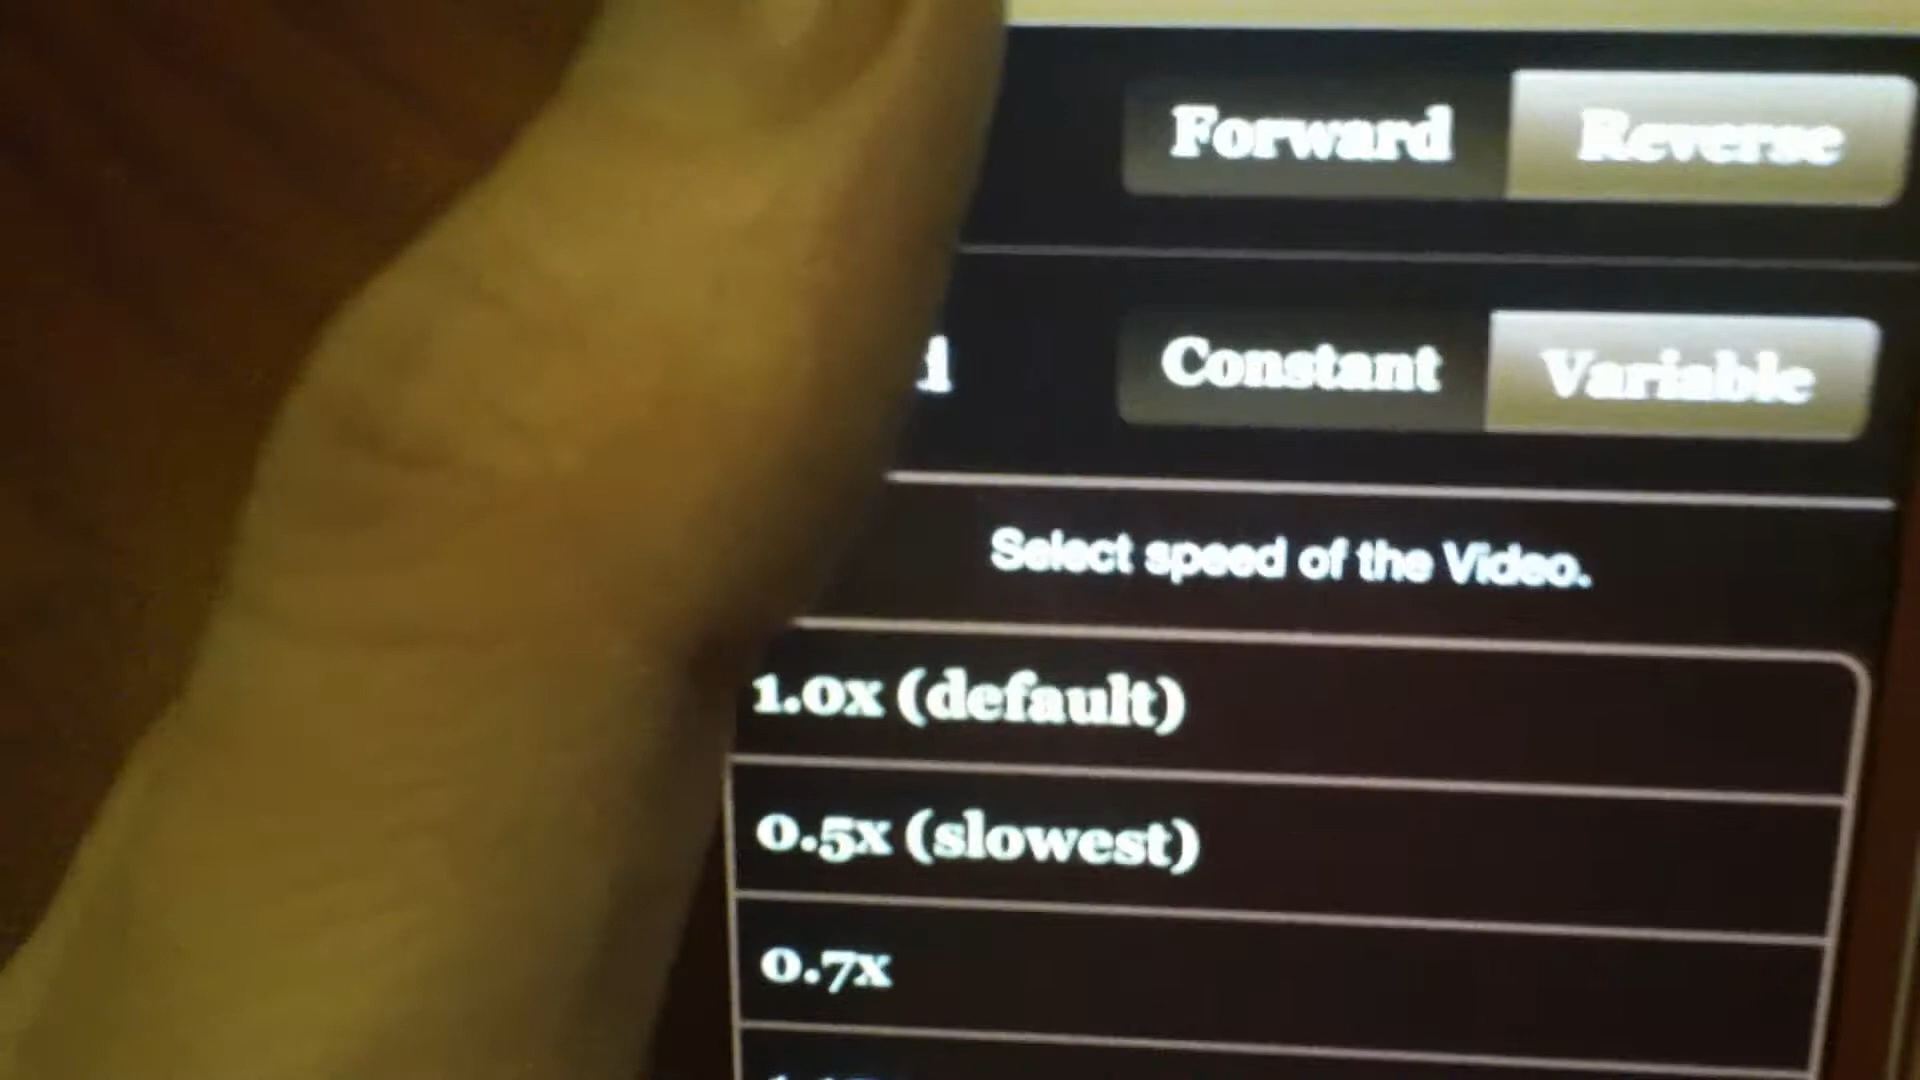 Forward Reverse
Constant Variable
Select speed of the Video.
1.0x (default)
0.5x (slowest)
0.7x